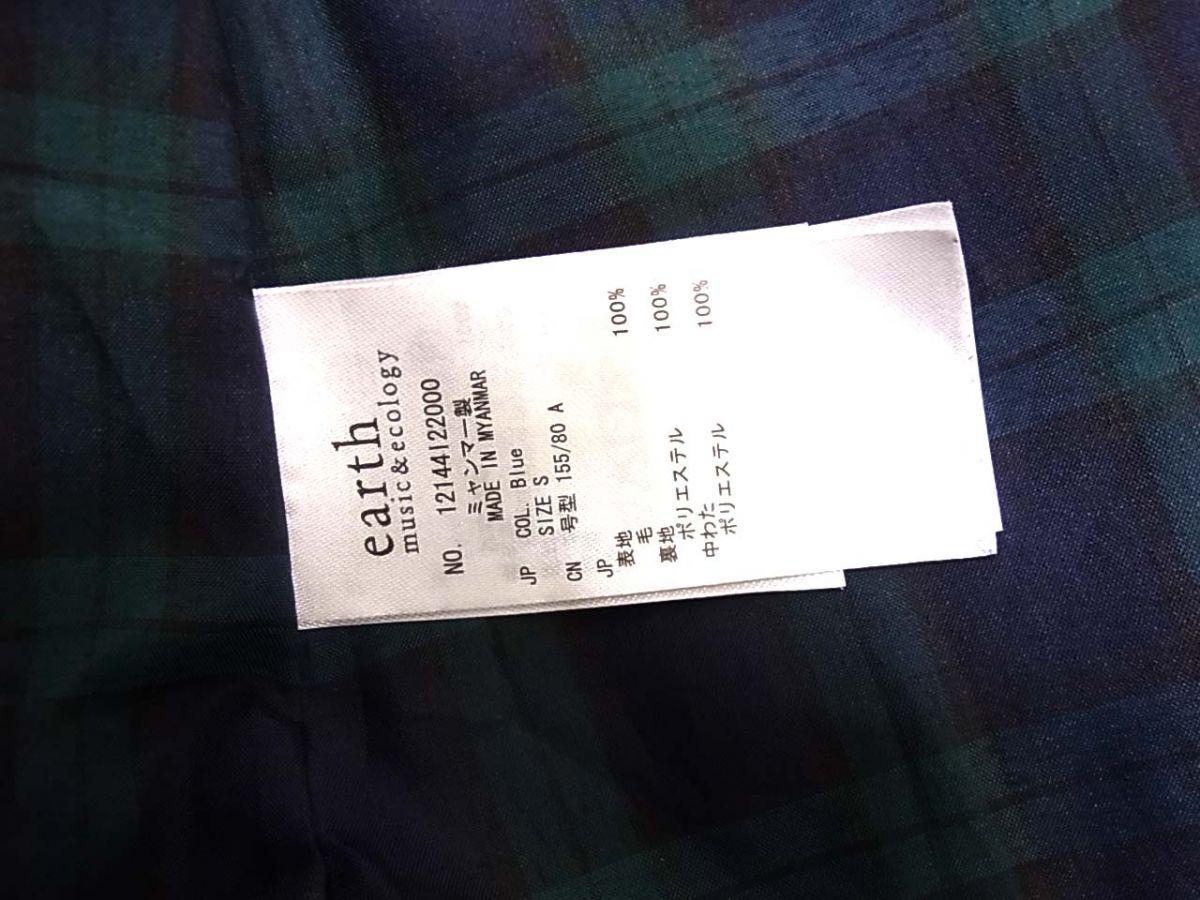 earth
music&ecology
NO. 12144122000
ミャンマー製
MADE IN MYANMAR
JP COL. Blue
SIZE S
CN 号型 155/80 A
JP
表地
毛 100%
裏地
ポリエステル 100%
中わた
ポリエステル 100%